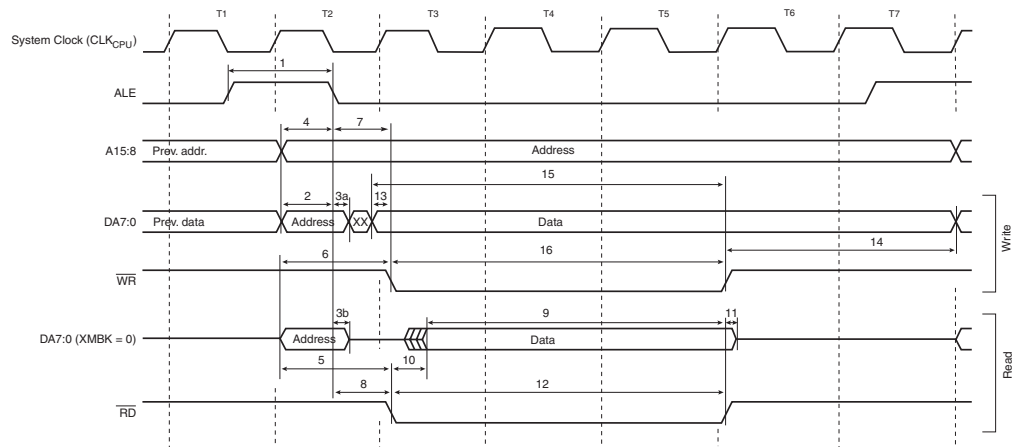 T1 T2 T3 T4 T5 T6 T7
System Clock (CLKCPU)
1
ALE
4 7
A15:8 Prev. addr. Address
15
2 3a 13
DA7:0 Prev. data Address XX Data
14
6 16
WR
Write
3b 9 11
DA7:0 (XMBK = 0) Address Data
5 10
8 12
RD
Read